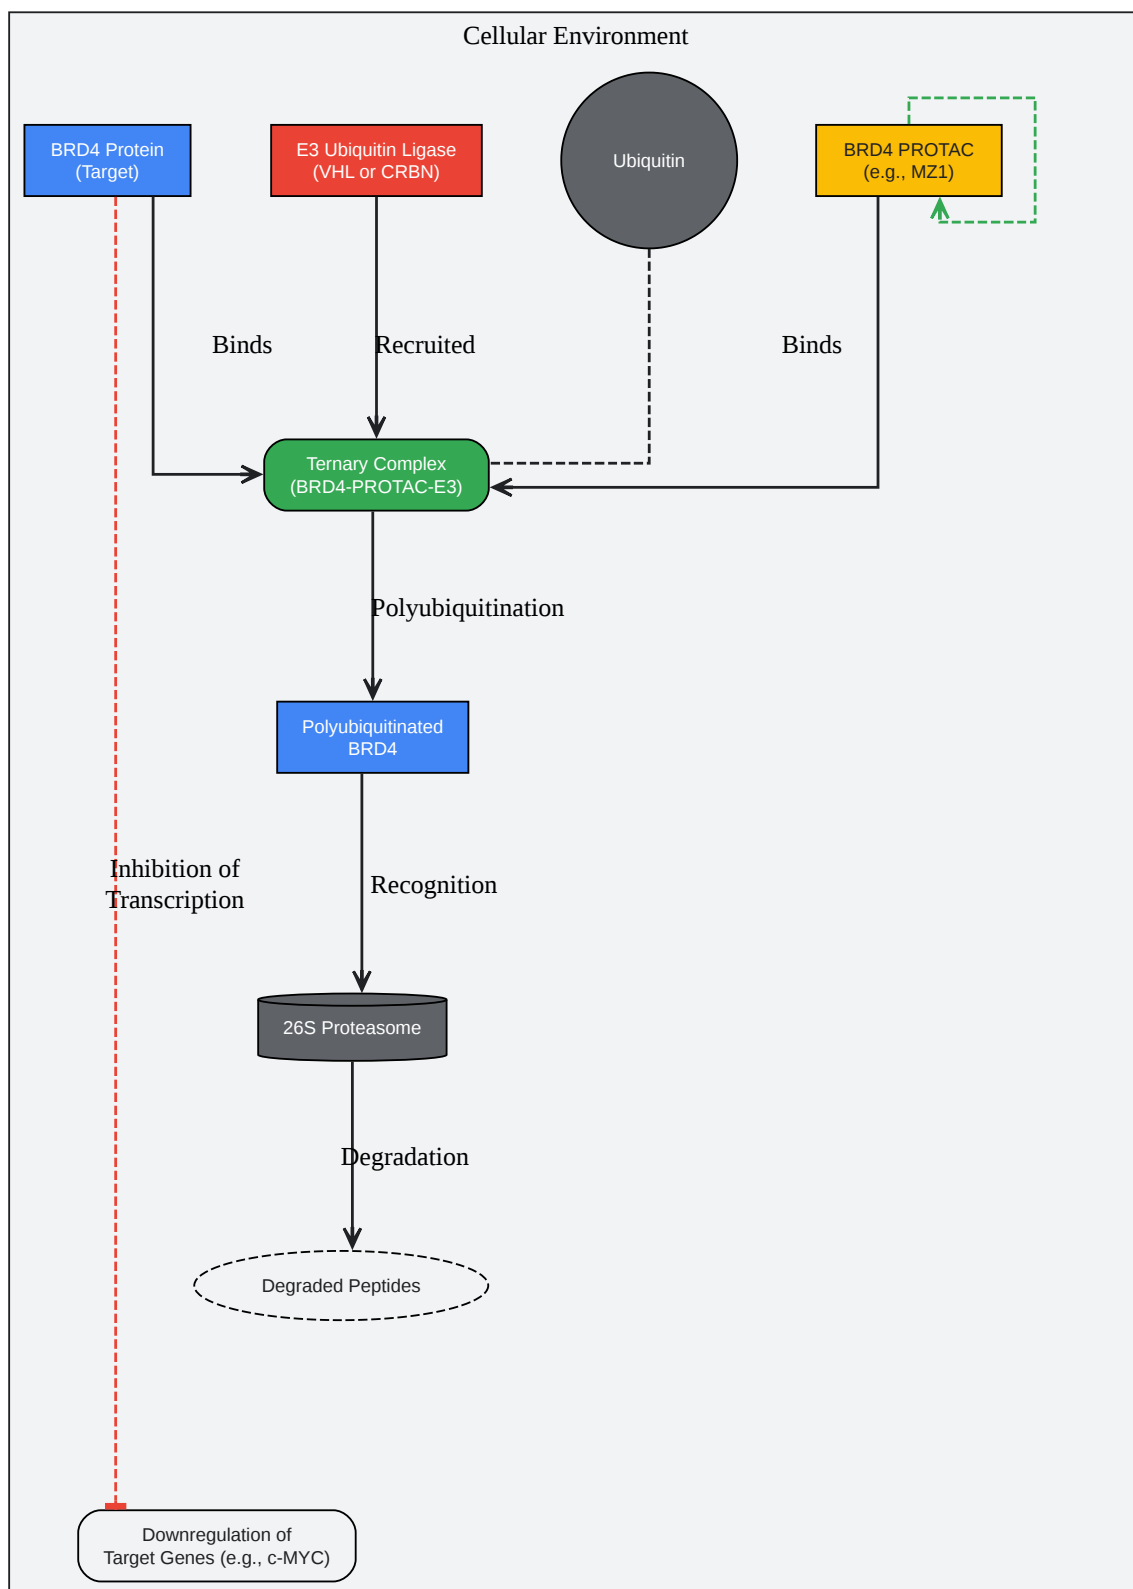 Cellular Environment
BRD4 Protein
(Target)
E3 Ubiquitin Ligase
(VHL or CRBN)
Ubiquitin
BRD4 PROTAC
(e.g., MZ1)
Binds
Recruited
Binds
Ternary Complex
(BRD4-PROTAC-E3)
Polyubiquitination
Polyubiquitinated
BRD4
Inhibition of
Transcription
Recognition
26S Proteasome
Degradation
Degraded Peptides
Downregulation of
Target Genes (e.g., c-MYC)